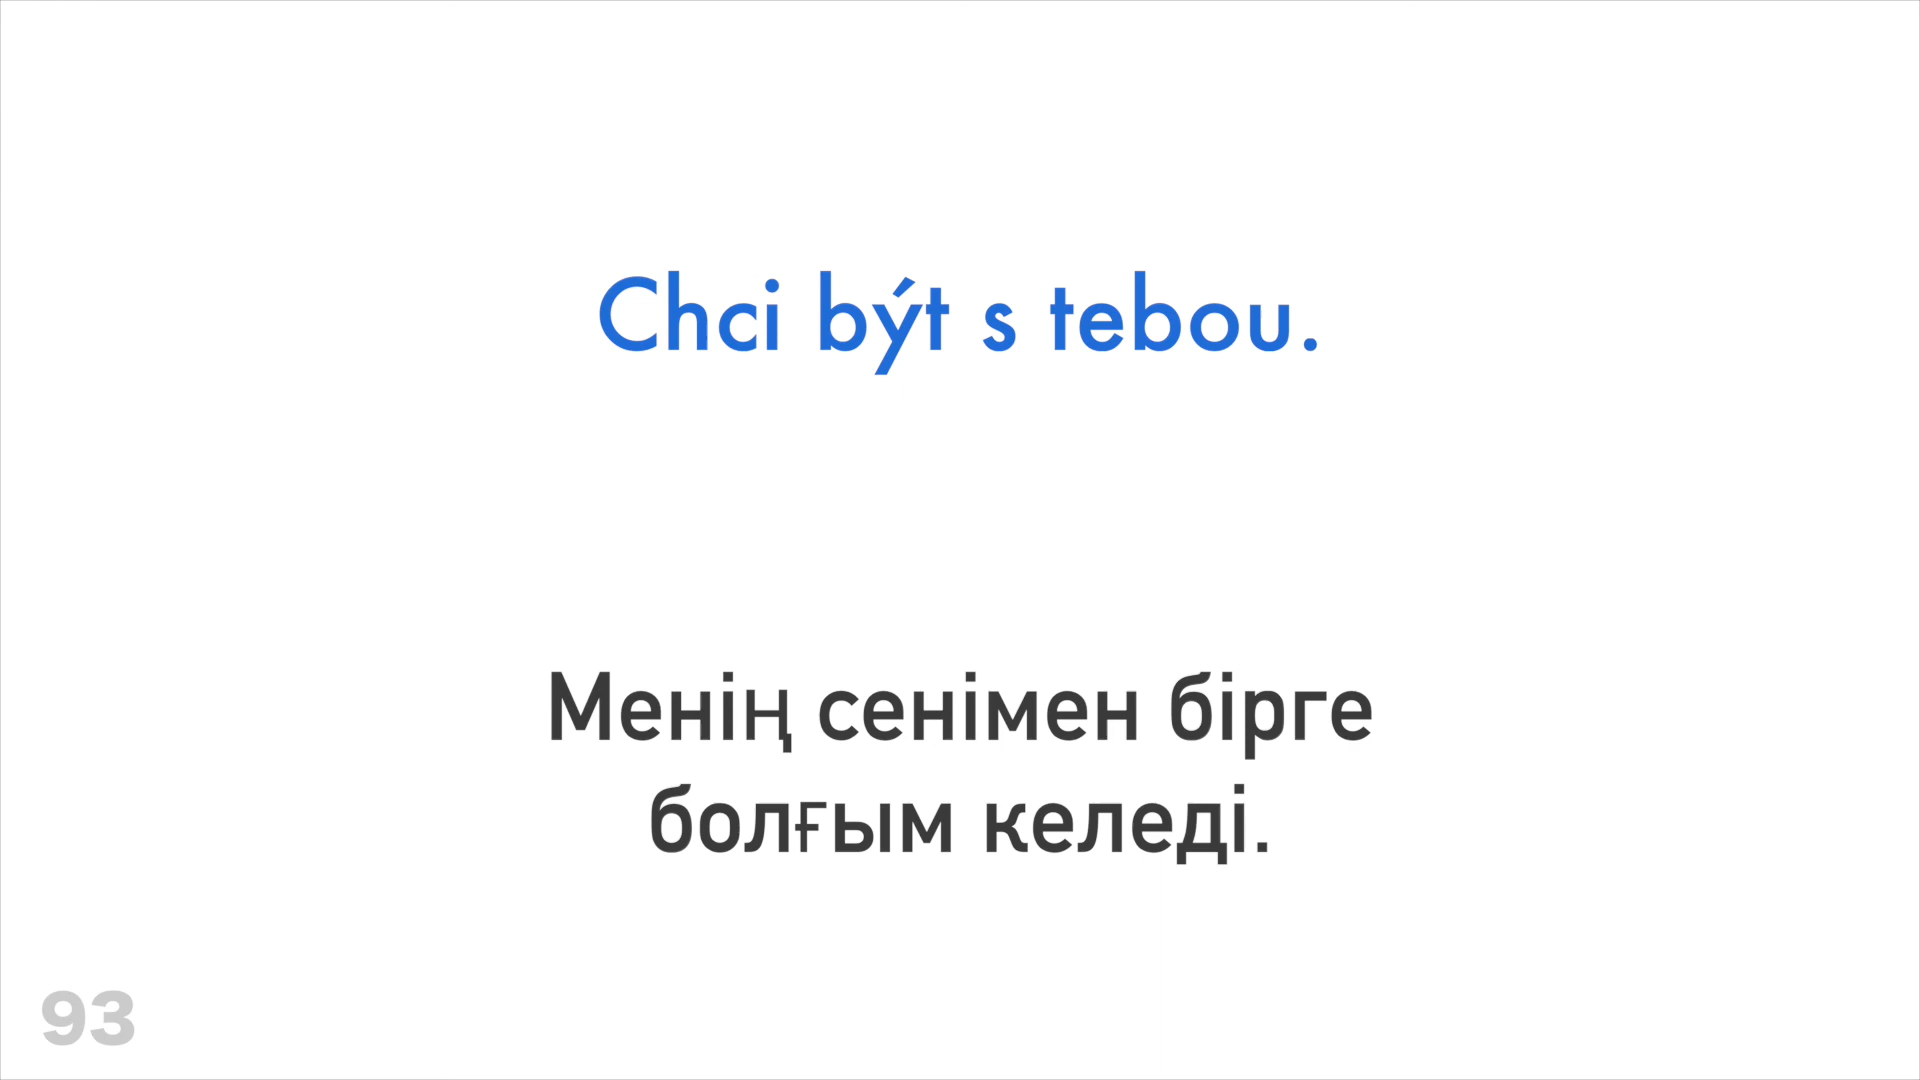 Chci být s tebou.
Менің сенімен бірге
болғым келеді.
93